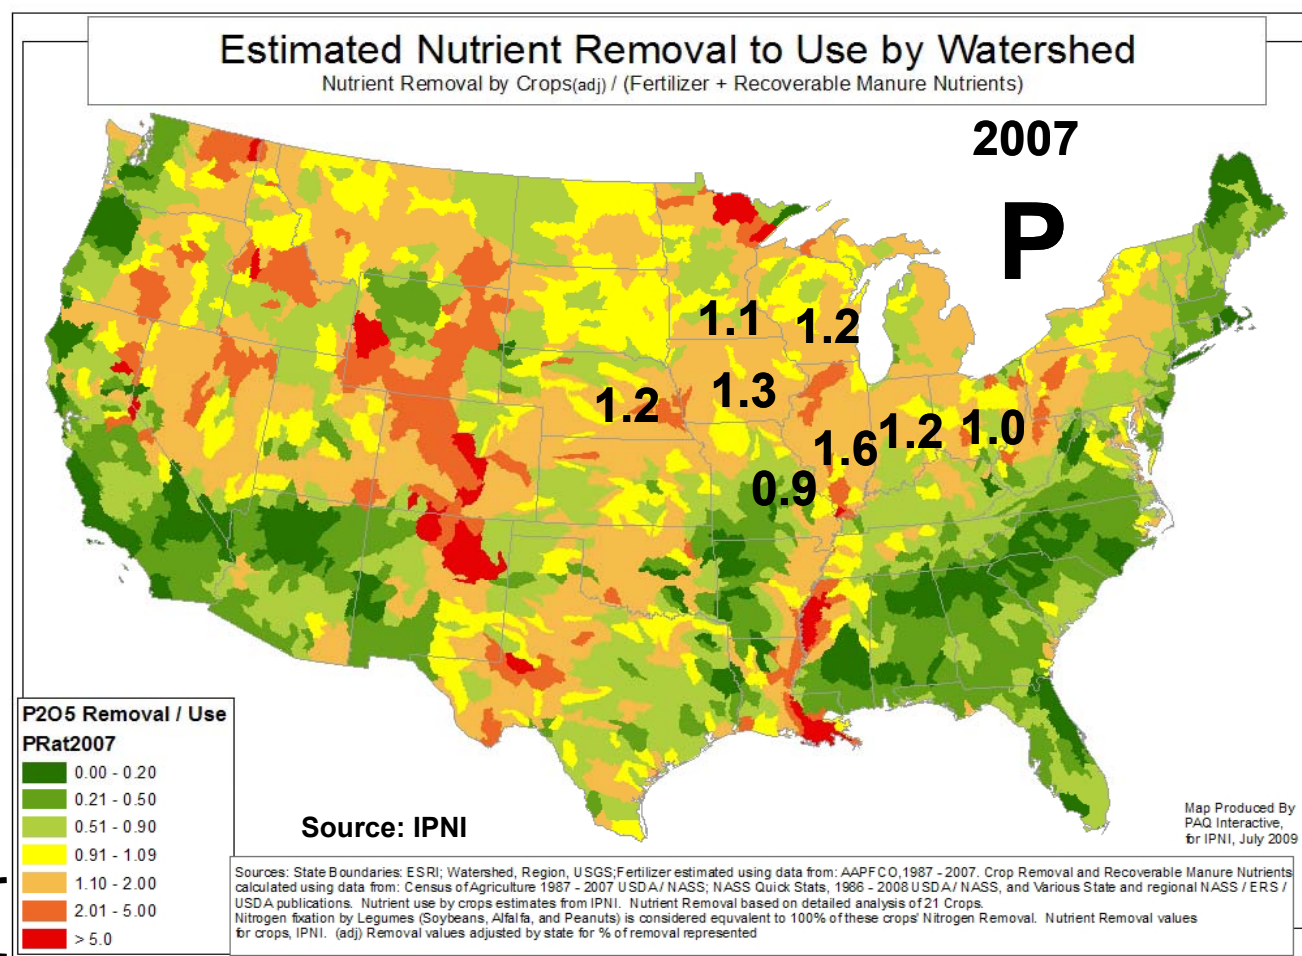 Estimated Nutrient Removal to Use by Watershed
Nutrient Removal by Crops(adj) / (Fertilizer + Recoverable Manure Nutrients)
2007
P
1.1
1.2
1.2
1.3
1.6
1.2
1.0
0.9
P2O5 Removal / Use
PRat2007
0.00 - 0.20
0.21 - 0.50
0.51 - 0.90
0.91 - 1.09
1.10 - 2.00
2.01 - 5.00
> 5.0
Source: IPNI
Map Produced By
PAQ Interactive,
for IPNI, July 2009
Sources: State Boundaries: ESRI; Watershed, Region, USGS;Fertilizer estimated using data from: AAPFCO,1987 - 2007. Crop Removal and Recoverable Manure Nutrients
calculated using data from: Census of Agriculture 1987 - 2007 USDA / NASS; NASS Quick Stats, 1986 - 2008 USDA / NASS, and Various State and regional NASS / ERS /
USDA publications. Nutrient use by crops estimates from IPNI. Nutrient Removal based on detailed analysis of 21 Crops.
Nitrogen fixation by Legumes (Soybeans, Alfalfa, and Peanuts) is considered equvalent to 100% of these crops' Nitrogen Removal. Nutrient Removal values
for crops, IPNI. (adj) Removal values adjusted by state for % of removal represented